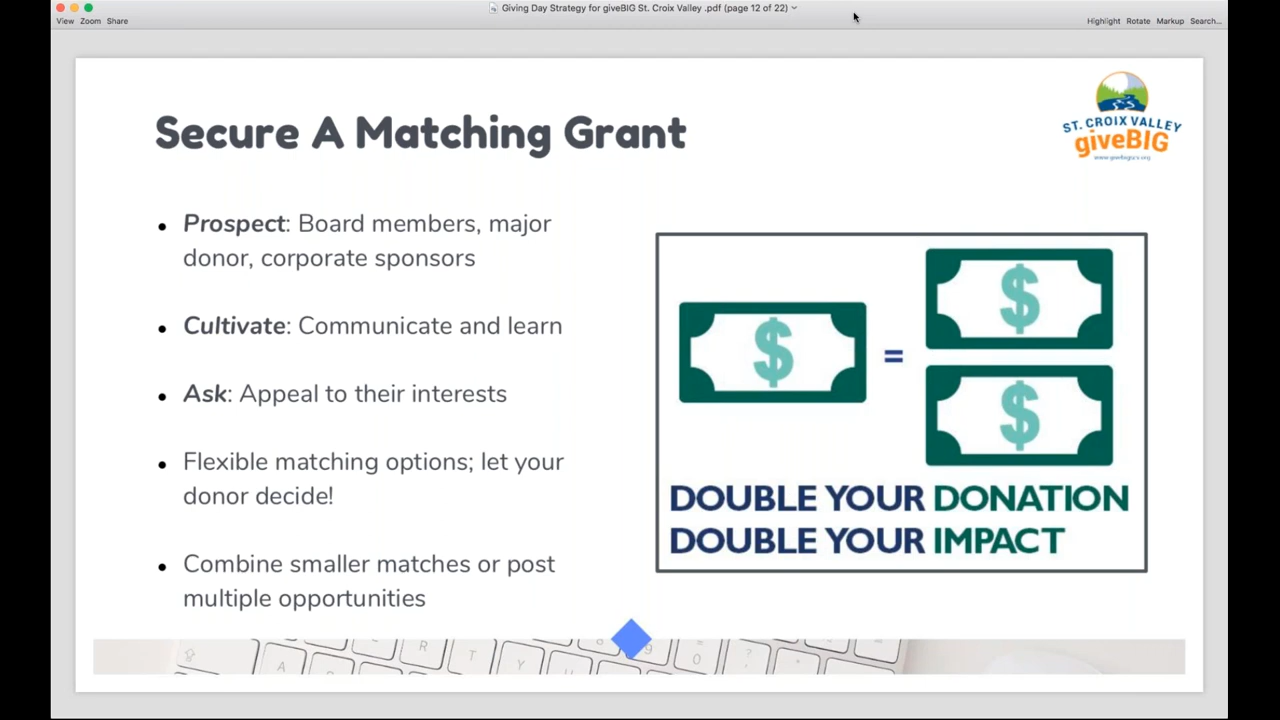 Giving Day Strategy for giveBIG St. Croix Valley .pdf (page 12 of 22)
View Zoom Share
Highlight Rotate Markup Search...
ST. CROIX VALLEY
giveBIG
Secure A Matching Grant
• Prospect: Board members, major
donor, corporate sponsors
• Cultivate: Communicate and learn
• Ask: Appeal to their interests
• Flexible matching options; let your
donor decide!
• Combine smaller matches or post
multiple opportunities
$ = $
$
DOUBLE YOUR DONATION
DOUBLE YOUR IMPACT
R 9
A T Y 0 ?